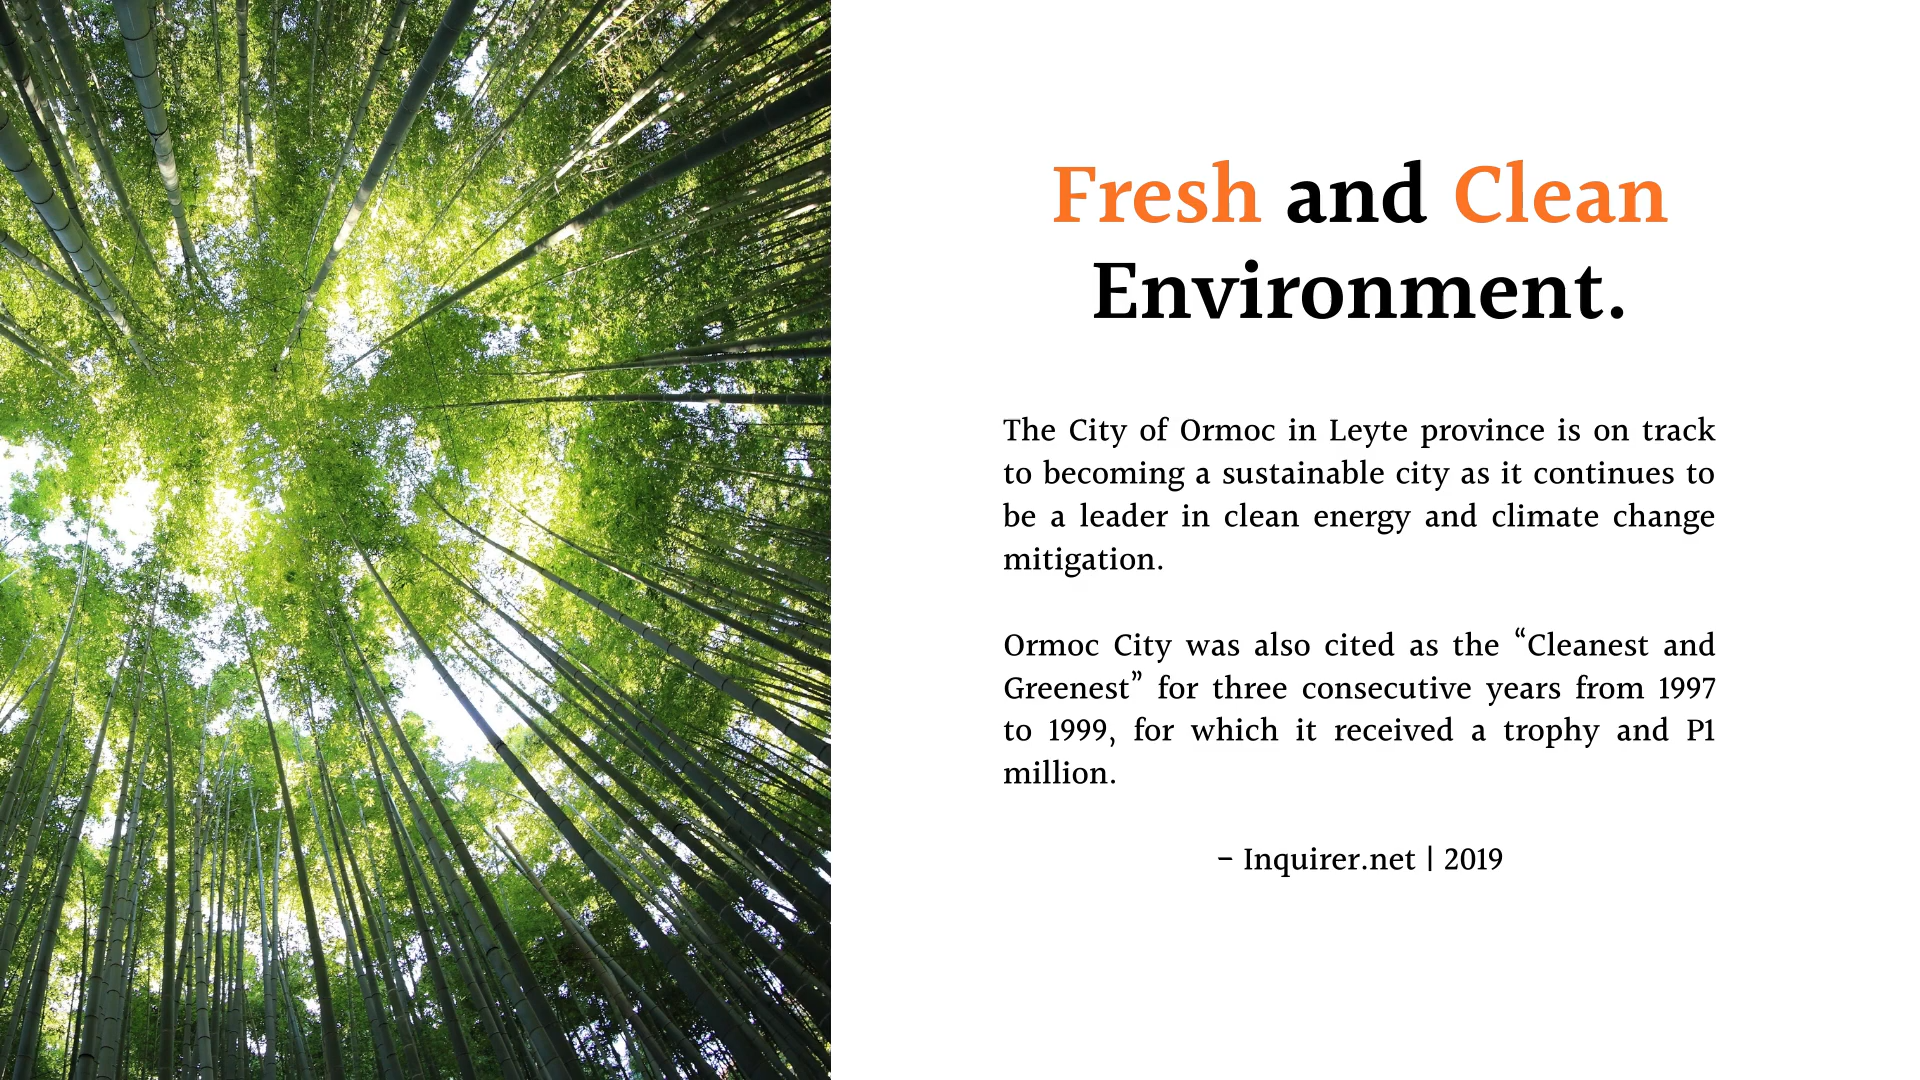 Fresh and Clean
Environment.
The City of Ormoc in Leyte province is on track
to becoming a sustainable city as it continues to
be a leader in clean energy and climate change
mitigation.
Ormoc City was also cited as the “Cleanest and
Greenest” for three consecutive years from 1997
to 1999, for which it received a trophy and P1
million.
– Inquirer.net | 2019